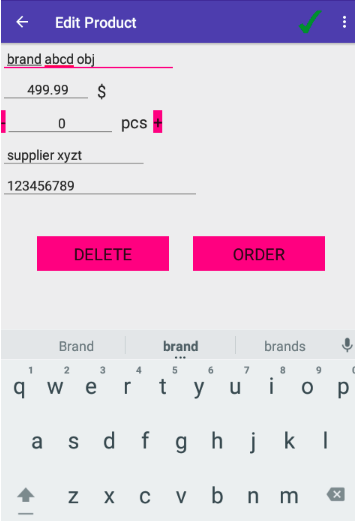 Edit Product
brand abcd obj
499.99 $
- 0 pcs +
supplier xyzt
123456789
DELETE ORDER
Brand brand brands
1 2 3 4 5 6 7 8 9 0
q w e r t y u i o p
a s d f g h j k l
z x c v b n m